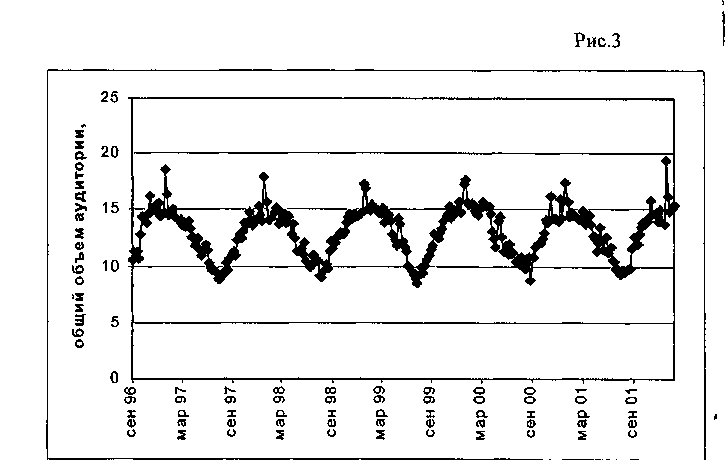 Рис.3
общий объем аудитории,
25
20
15
10
5
0
сен 96
мар 97
сен 97
мар 98
сен 98
мар 99
сен 99
мар 00
сен 00
мар 01
сен 01